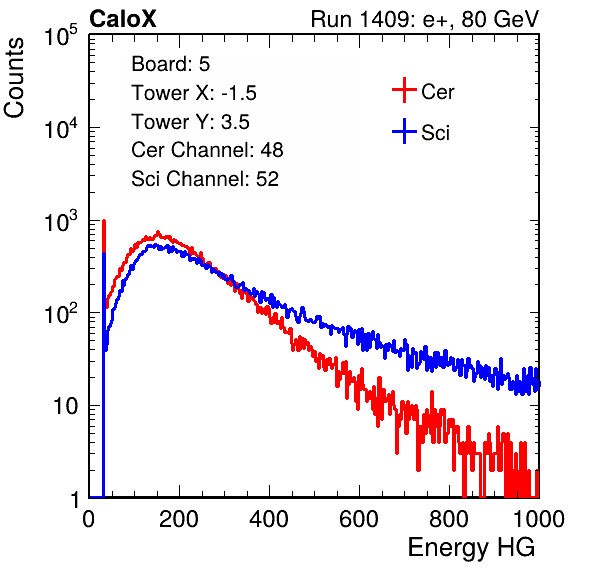 CaloX Run 1409: e+, 80 GeV
Counts
Board: 5
Tower X: -1.5
Tower Y: 3.5
Cer Channel: 48
Sci Channel: 52
Cer
Sci
10^5
10^4
10^3
10^2
10
1
0 200 400 600 800 1000
Energy HG